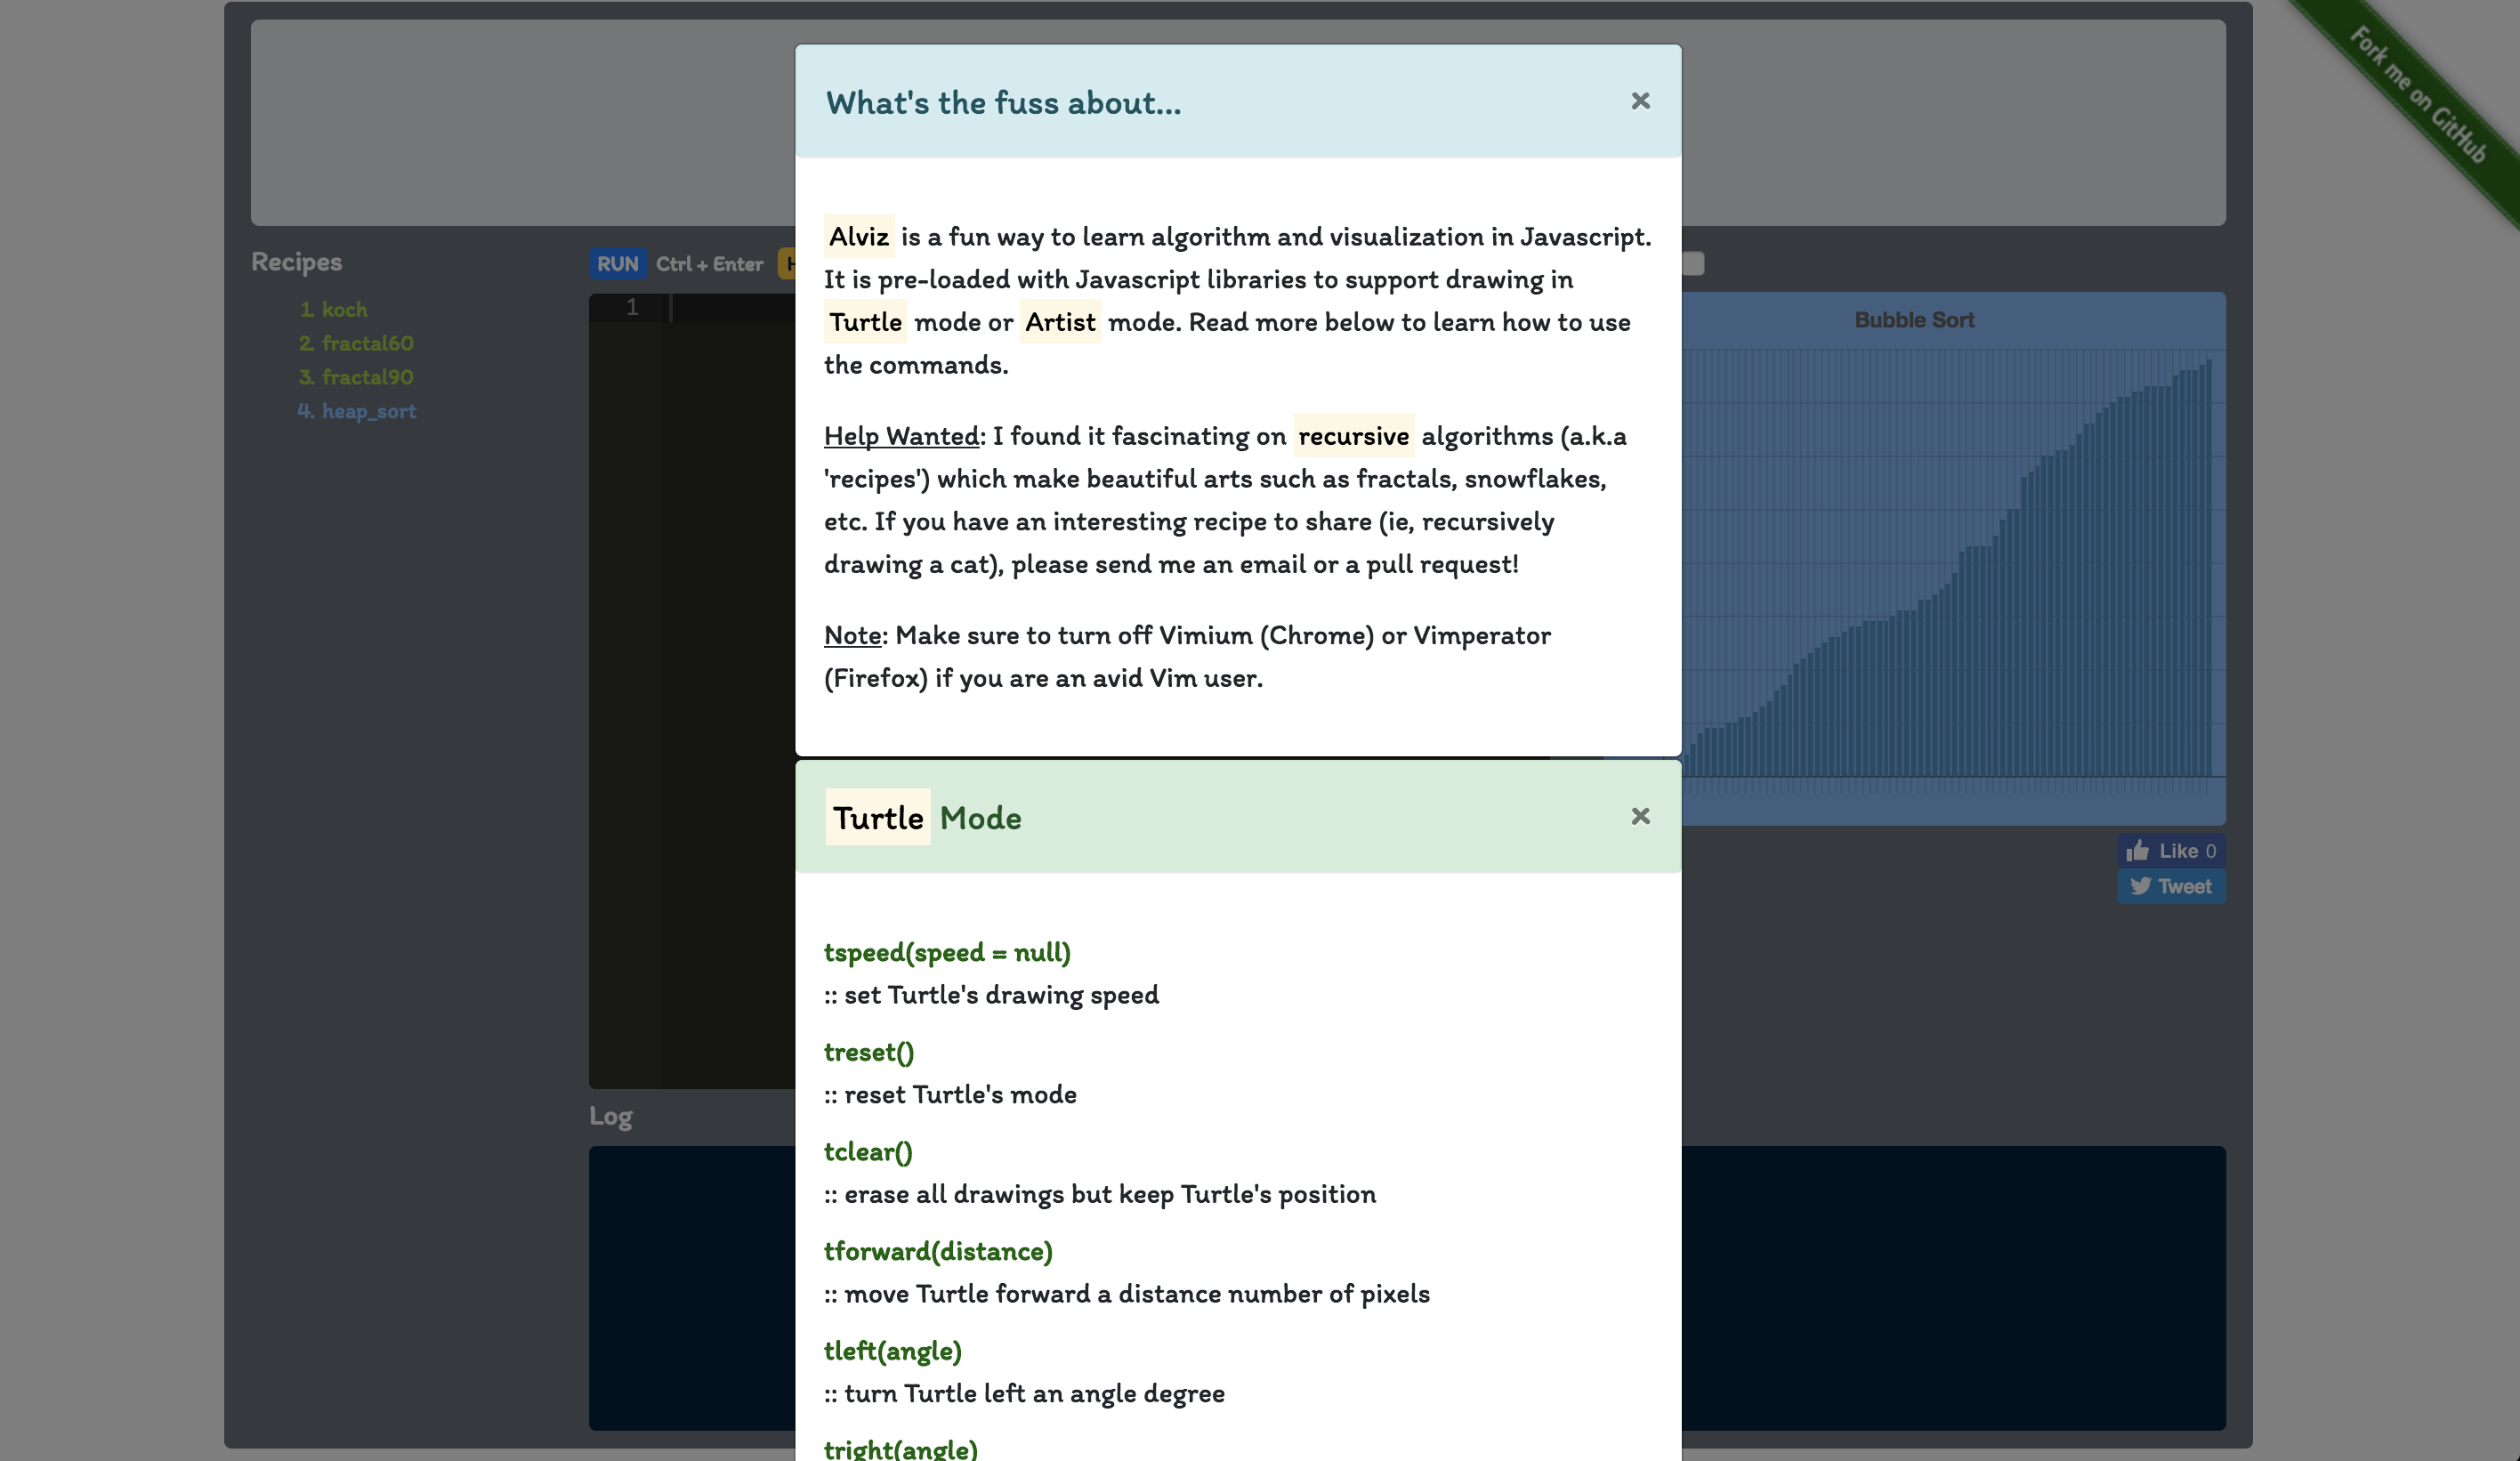 Fork me on GitHub
What's the fuss about...
×
Alviz is a fun way to learn algorithm and visualization in Javascript.
It is pre-loaded with Javascript libraries to support drawing in
Turtle mode or Artist mode. Read more below to learn how to use
the commands.
Help Wanted: I found it fascinating on recursive algorithms (a.k.a
'recipes') which make beautiful arts such as fractals, snowflakes,
etc. If you have an interesting recipe to share (ie, recursively
drawing a cat), please send me an email or a pull request!
Note: Make sure to turn off Vimium (Chrome) or Vimperator
(Firefox) if you are an avid Vim user.
Turtle Mode
×
tspeed(speed = null)
:: set Turtle's drawing speed
treset()
:: reset Turtle's mode
tclear()
:: erase all drawings but keep Turtle's position
tforward(distance)
:: move Turtle forward a distance number of pixels
tleft(angle)
:: turn Turtle left an angle degree
tright(angle)
Recipes
1. koch
2. fractal60
3. fractal90
4. heap_sort
RUN Ctrl + Enter
1
Log
Bubble Sort
Like 0
Tweet